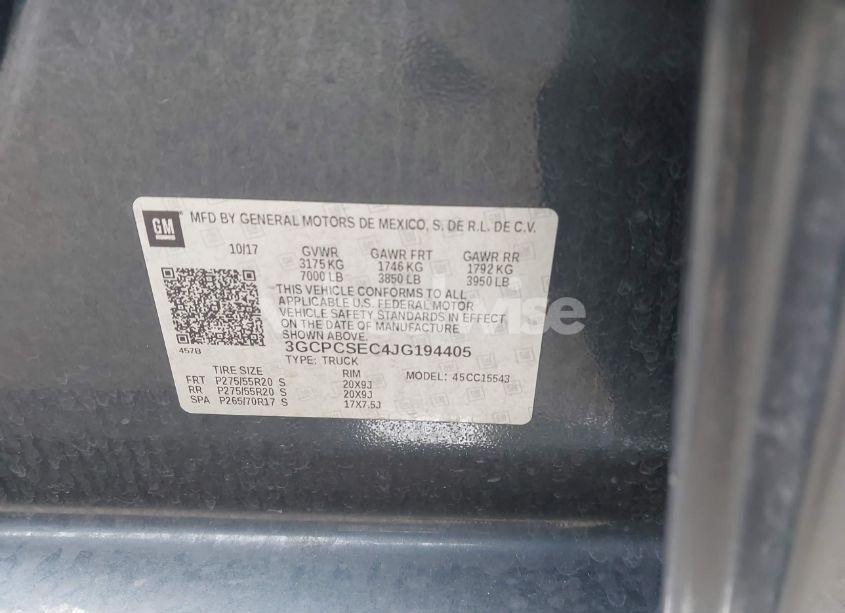 GM
MFD BY GENERAL MOTORS DE MEXICO, S. DE R.L. DE C.V.
10/17 GVWR GAWR FRT GAWR RR
3175 KG 1746 KG 1792 KG
7000 LB 3850 LB 3950 LB
THIS VEHICLE CONFORMS TO ALL
APPLICABLE U.S. FEDERAL MOTOR
VEHICLE SAFETY STANDARDS IN EFFECT
ON THE DATE OF MANUFACTURE
SHOWN ABOVE.
457B
3GCPCSEC4JG194405
TYPE: TRUCK
MODEL: 45CC15543
TIRE SIZE RIM
FRT P275/55R20 S 20X9J
RR P275/55R20 S 20X9J
SPA P265/70R17 S 17X7.5J